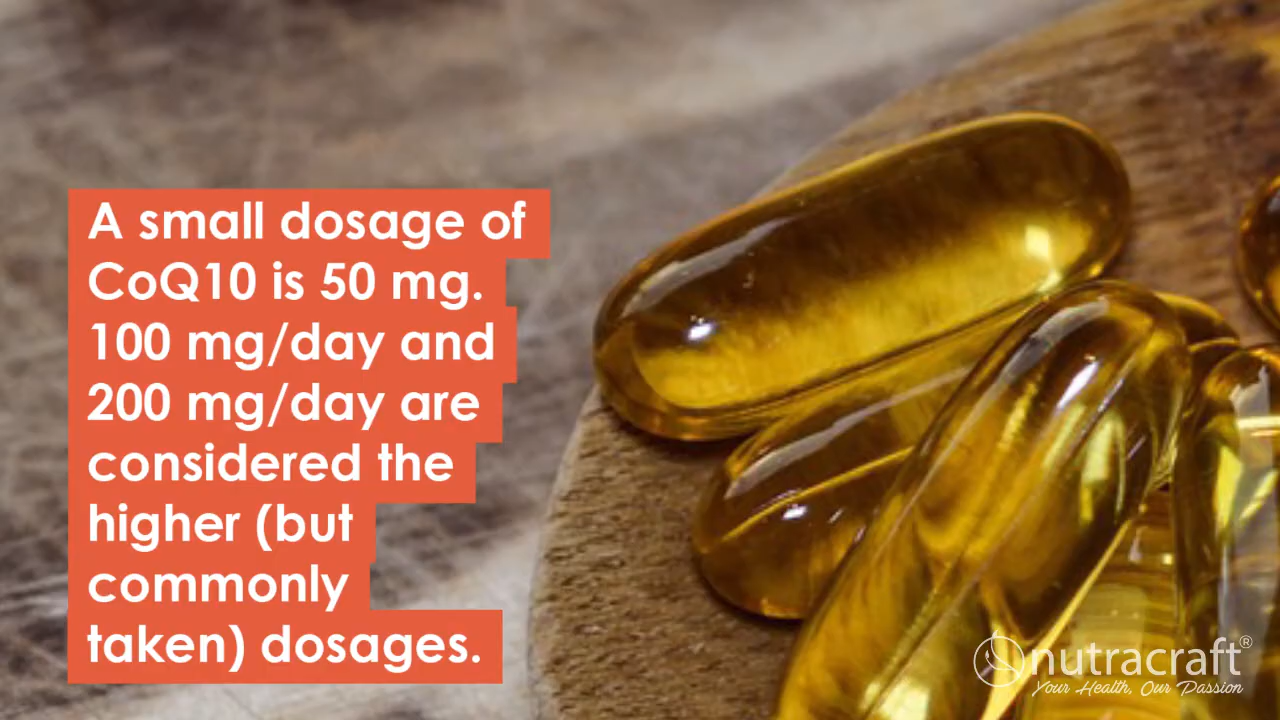 A small dosage of
CoQ10 is 50 mg.
100 mg/day and
200 mg/day are
considered the
higher (but
commonly
taken) dosages.
nutracraft®
Your Health, Our Passion